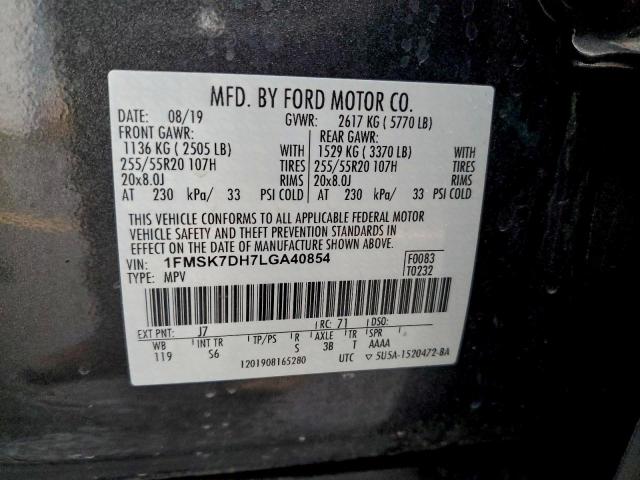 MFD. BY FORD MOTOR CO.
DATE: 08/19 GVWR: 2617 KG ( 5770 LB)
FRONT GAWR: REAR GAWR:
1136 KG ( 2505 LB) WITH 1529 KG ( 3370 LB) WITH
255/55R20 107H TIRES 255/55R20 107H TIRES
20x8.0J RIMS 20x8.0J RIMS
AT 230 kPa/ 33 PSI COLD AT 230 kPa/ 33 PSI COLD
THIS VEHICLE CONFORMS TO ALL APPLICABLE FEDERAL MOTOR
VEHICLE SAFETY AND THEFT PREVENTION STANDARDS IN
EFFECT ON THE DATE OF MANUFACTURE SHOWN ABOVE.
VIN: 1FMSK7DH7LGA40854 F0083
TYPE: MPV T0232
EXT PNT: J7 RC: 71 DSO:
WB INT TR TP/PS R AXLE TR SPR
119 S6 S 3B T AAAA
1201908165280 UTC ▽ 5U5A-1520472-BA